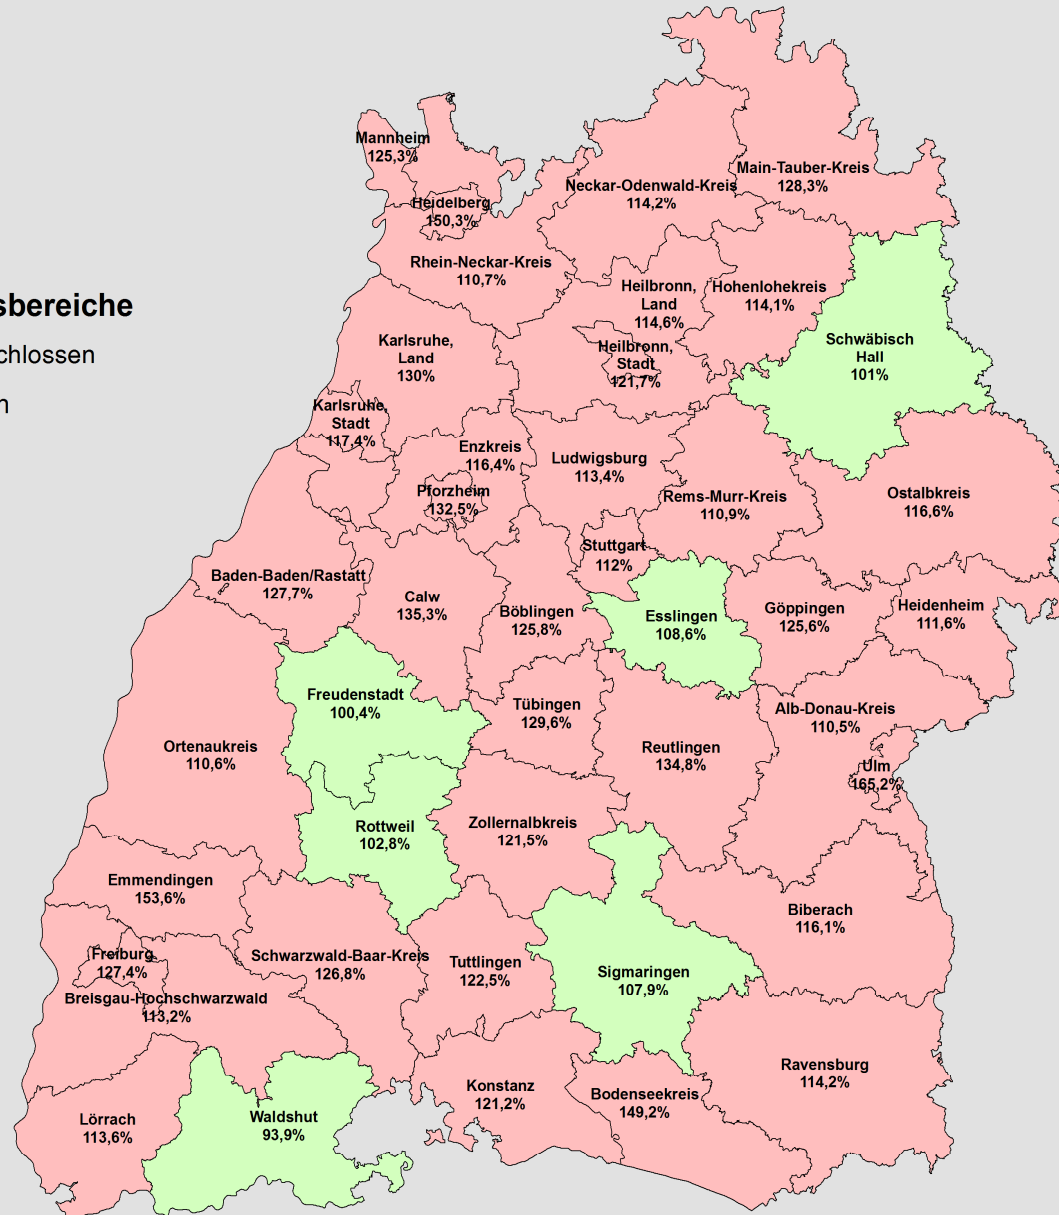 sbereiche
chlossen
n
Mannheim
125,3%
Heidelberg
150,3%
Neckar-Odenwald-Kreis
114,2%
Main-Tauber-Kreis
128,3%
Rhein-Neckar-Kreis
110,7%
Heilbronn,
Land
114,6%
Hohenlohekreis
114,1%
Karlsruhe,
Land
130%
Heilbronn,
Stadt
121,7%
Schwäbisch
Hall
101%
Karlsruhe,
Stadt
117,4%
Enzkreis
116,4%
Ludwigsburg
113,4%
Pforzheim
132,5%
Rems-Murr-Kreis
110,9%
Ostalbkreis
116,6%
Stuttgart
112%
Baden-Baden/Rastatt
127,7%
Calw
135,3%
Böblingen
125,8%
Esslingen
108,6%
Göppingen
125,6%
Heidenheim
111,6%
Freudenstadt
100,4%
Tübingen
129,6%
Alb-Donau-Kreis
110,5%
Ortenaukreis
110,6%
Reutlingen
134,8%
Ulm
165,2%
Rottweil
102,8%
Zollernalbkreis
121,5%
Emmendingen
153,6%
Biberach
116,1%
Freiburg
127,4%
Schwarzwald-Baar-Kreis
126,8%
Tuttlingen
122,5%
Sigmaringen
107,9%
Breisgau-Hochschwarzwald
113,2%
Ravensburg
114,2%
Konstanz
121,2%
Bodenseekreis
149,2%
Lörrach
113,6%
Waldshut
93,9%